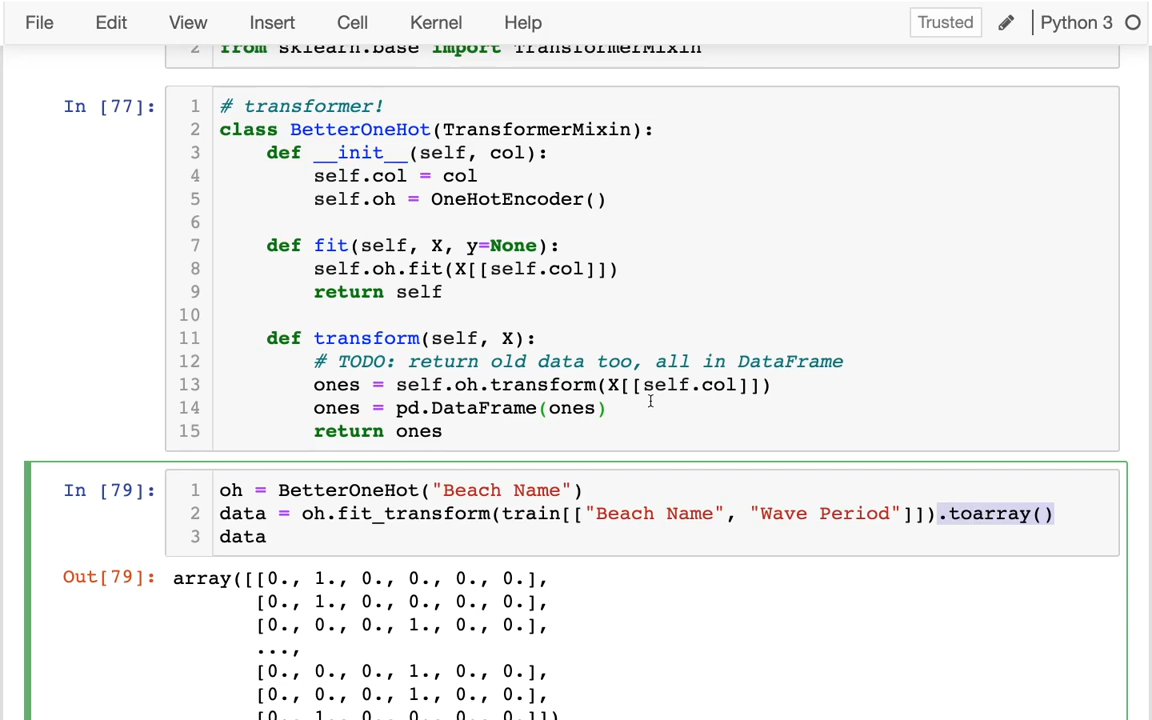 File Edit View Insert Cell Kernel Help Trusted Python 3
2 from sklearn.base import TransformerMixin
In [77]: 1 # transformer!
2 class BetterOneHot(TransformerMixin):
3 def __init__(self, col):
4 self.col = col
5 self.oh = OneHotEncoder()
6
7 def fit(self, X, y=None):
8 self.oh.fit(X[[self.col]])
9 return self
10
11 def transform(self, X):
12 # TODO: return old data too, all in DataFrame
13 ones = self.oh.transform(X[[self.col]])
14 ones = pd.DataFrame(ones)
15 return ones
In [79]: 1 oh = BetterOneHot("Beach Name")
2 data = oh.fit_transform(train[["Beach Name", "Wave Period"]]).toarray()
3 data
Out[79]: array([[0., 1., 0., 0., 0., 0.],
[0., 1., 0., 0., 0., 0.],
[0., 0., 0., 1., 0., 0.],
...,
[0., 0., 0., 1., 0., 0.],
[0., 0., 0., 1., 0., 0.],
[0., 1., 0., 0., 0., 0.]])